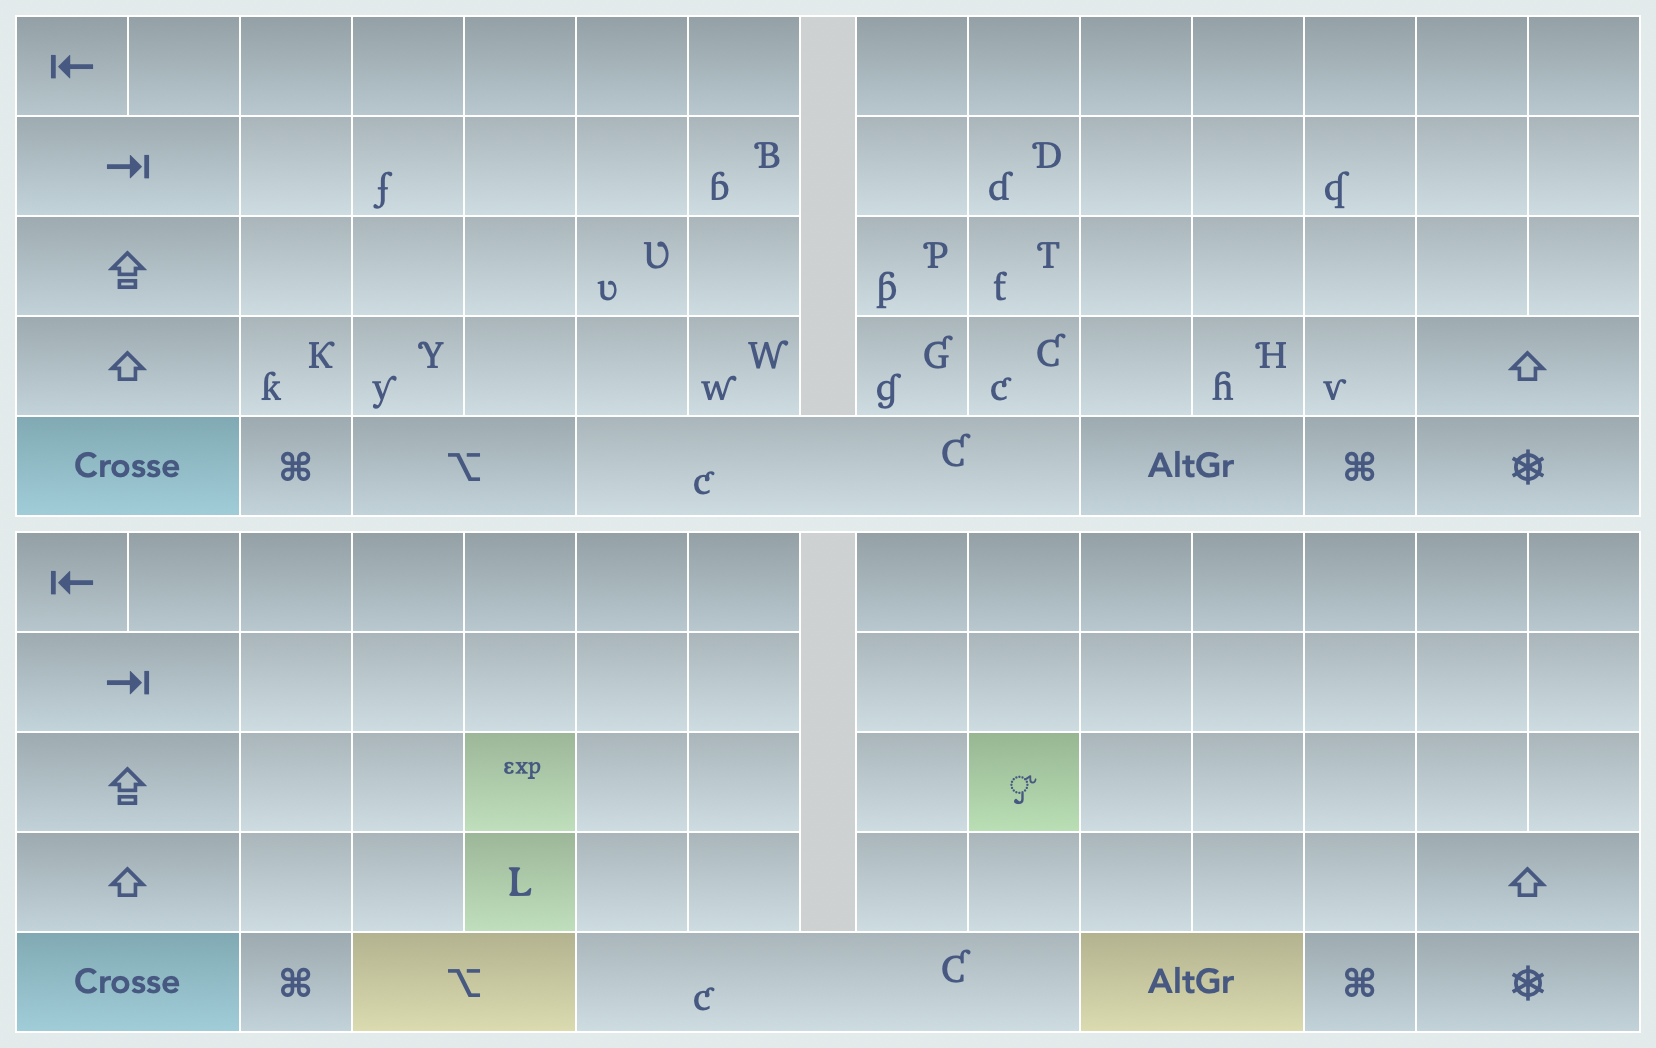 ⇤
⇥ ƒ ɓ Ɓ ɗ Ɗ ʠ
ʋ Ʋ ƥ Ƥ ƭ Ƭ
⇧ ƙ Ƙ ƴ Ƴ ⱳ Ⱳ ɠ Ɠ ƈ Ƈ ɦ Ɦ ⱱ ⇧
Crosse ⌘ ⌥ ƈ Ƈ AltGr ⌘ ⎈
⇤
⇥
εxp
⇧ L ⇧
Crosse ⌘ ⌥ ƈ Ƈ AltGr ⌘ ⎈